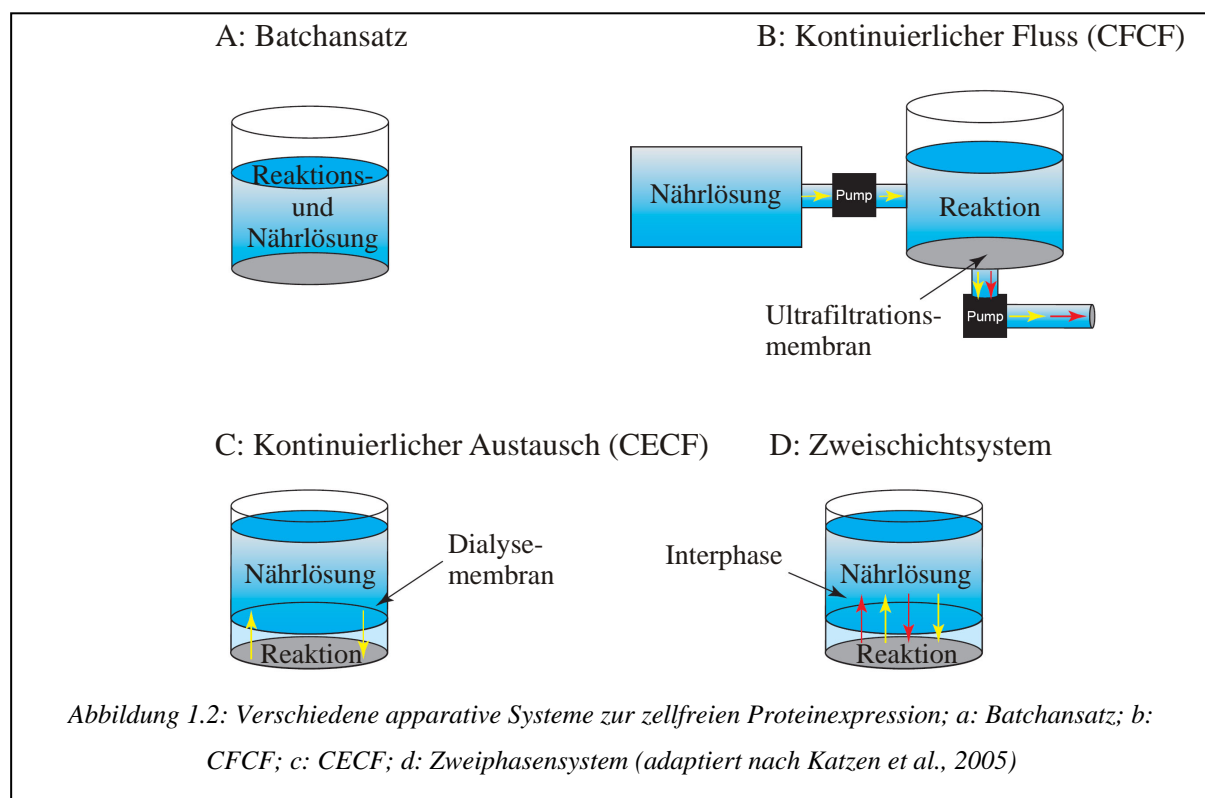 A: Batchansatz
Reaktions-
und
Nährlösung
B: Kontinuierlicher Fluss (CFCF)
Nährlösung
Pump
Reaktion
Ultrafiltrations-
membran
Pump
C: Kontinuierlicher Austausch (CECF)
Nährlösung
Dialyse-
membran
Reaktion
D: Zweischichtsystem
Interphase
Nährlösung
Reaktion
Abbildung 1.2: Verschiedene apparative Systeme zur zellfreien Proteinexpression; a: Batchansatz; b:
CFCF; c: CECF; d: Zweiphasensystem (adaptiert nach Katzen et al., 2005)